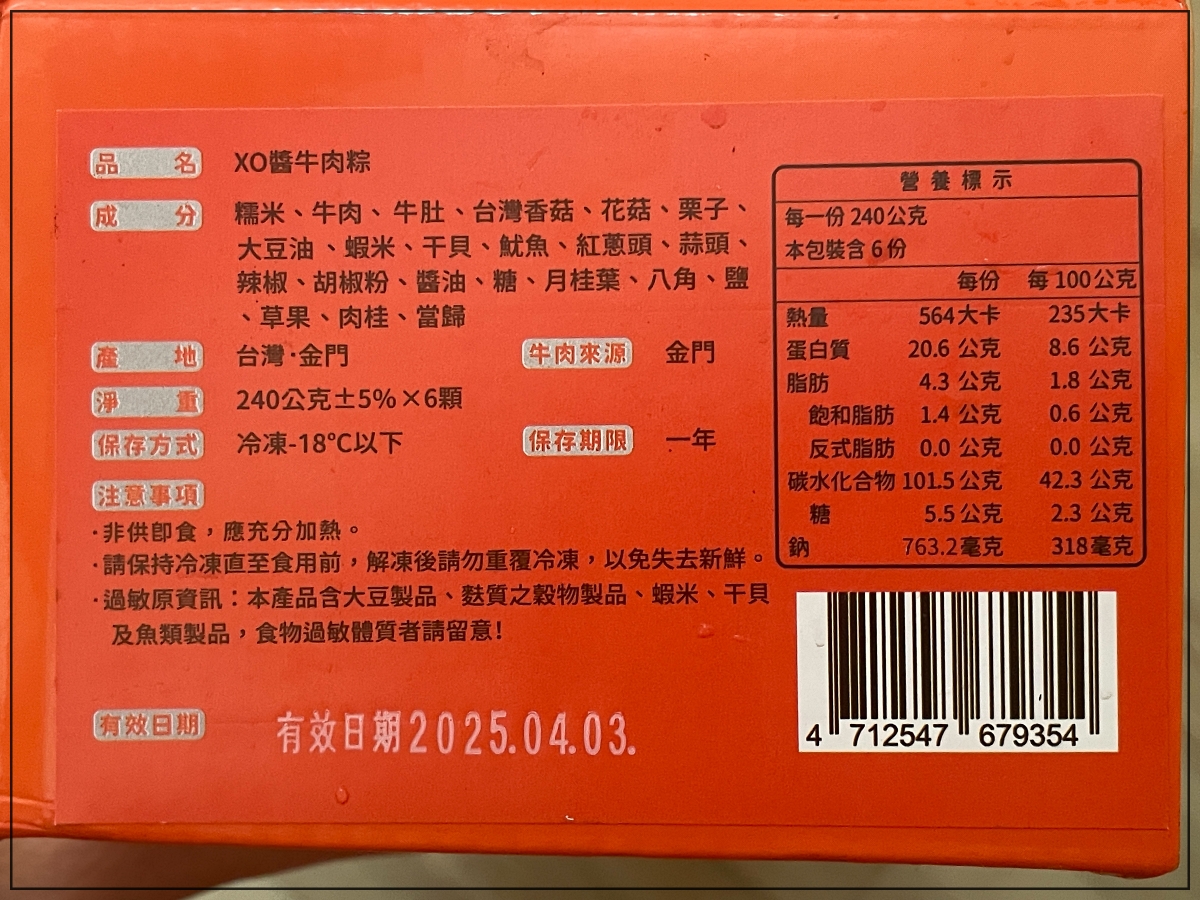 品名 XO醬牛肉粽
成分 糯米、牛肉、牛肚、台灣香菇、花菇、栗子、
大豆油、蝦米、干貝、魷魚、紅蔥頭、蒜頭、
辣椒、胡椒粉、醬油、糖、月桂葉、八角、鹽
、草果、肉桂、當歸
產地 台灣·金門 牛肉來源 金門
淨重 240公克±5%×6顆
保存方式 冷凍-18℃以下 保存期限 一年
注意事項
·非供即食，應充分加熱。
·請保持冷凍直至食用前，解凍後請勿重覆冷凍，以免失去新鮮。
·過敏原資訊：本產品含大豆製品、麩質之穀物製品、蝦米、干貝
及魚類製品，食物過敏體質者請留意！
有效日期 有效日期2025.04.03.
營養標示
每一份 240公克
本包裝含 6份
每份 每 100公克
熱量 564大卡 235大卡
蛋白質 20.6 公克 8.6 公克
脂肪 4.3 公克 1.8 公克
飽和脂肪 1.4 公克 0.6 公克
反式脂肪 0.0 公克 0.0 公克
碳水化合物 101.5 公克 42.3 公克
糖 5.5 公克 2.3 公克
鈉 763.2毫克 318毫克
4 712547 679354